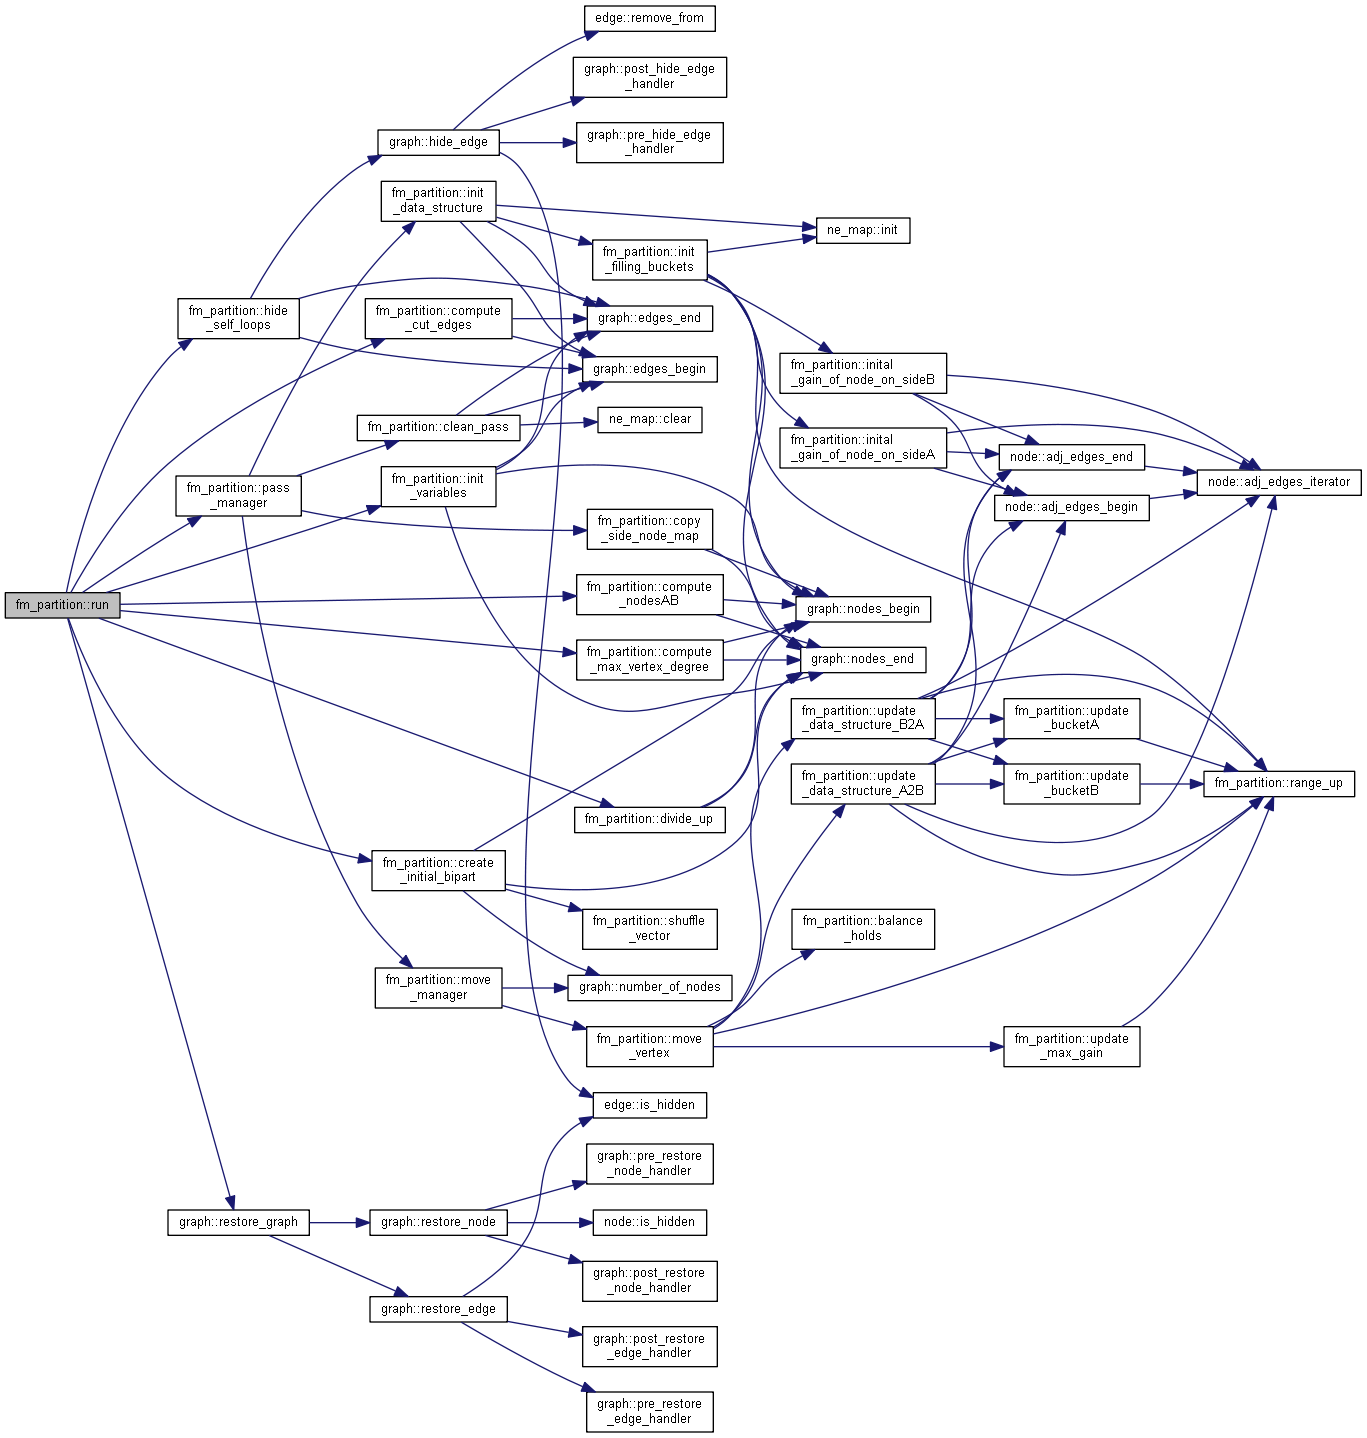 edge::remove_from
graph::post_hide_edge
_handler
graph::pre_hide_edge
_handler
graph::hide_edge
fm_partition::init
_data_structure
ne_map::init
fm_partition::init
_filling_buckets
fm_partition::hide
_self_loops
fm_partition::compute
_cut_edges
graph::edges_end
graph::edges_begin
fm_partition::inital
_gain_of_node_on_sideB
fm_partition::clean_pass
ne_map::clear
fm_partition::inital
_gain_of_node_on_sideA
node::adj_edges_end
node::adj_edges_iterator
fm_partition::pass
_manager
fm_partition::init
_variables
node::adj_edges_begin
fm_partition::copy
_side_node_map
fm_partition::run
fm_partition::compute
_nodesAB
graph::nodes_begin
fm_partition::compute
_max_vertex_degree
graph::nodes_end
fm_partition::update
_data_structure_B2A
fm_partition::update
_bucketA
fm_partition::update
_data_structure_A2B
fm_partition::update
_bucketB
fm_partition::range_up
fm_partition::divide_up
fm_partition::create
_initial_bipart
fm_partition::shuffle
_vector
fm_partition::balance
_holds
fm_partition::move
_manager
graph::number_of_nodes
fm_partition::move
_vertex
fm_partition::update
_max_gain
edge::is_hidden
graph::pre_restore
_node_handler
graph::restore_graph
graph::restore_node
node::is_hidden
graph::post_restore
_node_handler
graph::restore_edge
graph::post_restore
_edge_handler
graph::pre_restore
_edge_handler